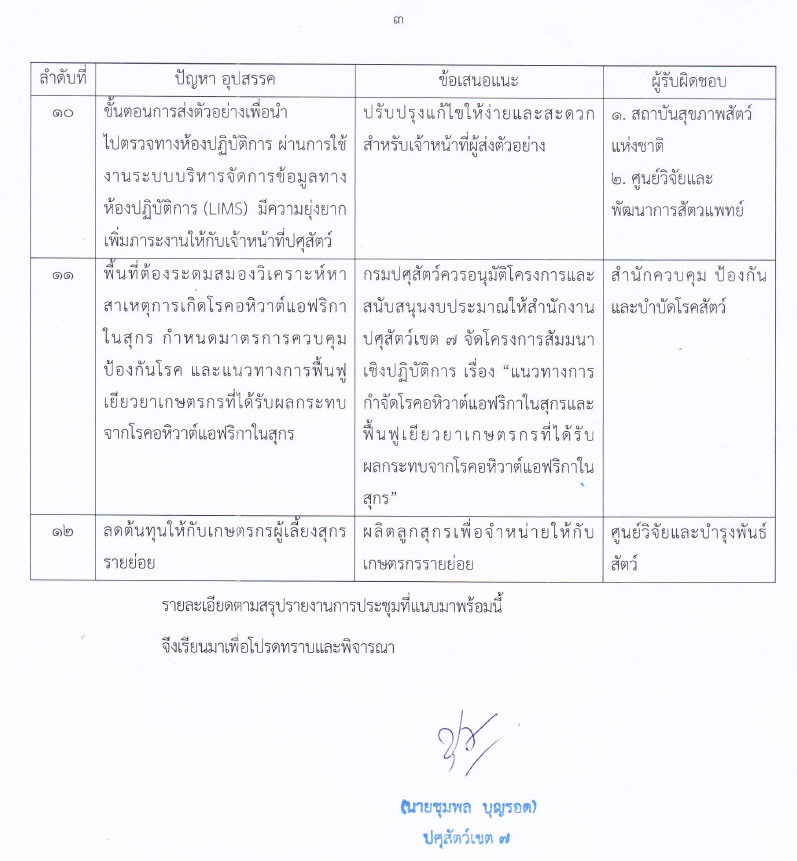 ๓
ลำดับที่ ปัญหา อุปสรรค ข้อเสนอแนะ ผู้รับผิดชอบ
๑๐
ขั้นตอนการส่งตัวอย่างเพื่อนำ
ไปตรวจทางห้องปฏิบัติการ ผ่านการใช้
งานระบบบริหารจัดการข้อมูลทาง
ห้องปฏิบัติการ (LIMS) มีความยุ่งยาก
เพิ่มภาระงานให้กับเจ้าหน้าที่ปศุสัตว์
ปรับปรุงแก้ไขให้ง่ายและสะดวก
สำหรับเจ้าหน้าที่ผู้ส่งตัวอย่าง
๑. สถาบันสุขภาพสัตว์
แห่งชาติ
๒. ศูนย์วิจัยและ
พัฒนาการสัตวแพทย์
๑๑
พื้นที่ต้องระดมสมองวิเคราะห์หา
สาเหตุการเกิดโรคอหิวาต์แอฟริกา
ในสุกร กำหนดมาตรการควบคุม
ป้องกันโรค และแนวทางการฟื้นฟู
เยียวยาเกษตรกรที่ได้รับผลกระทบ
จากโรคอหิวาต์แอฟริกาในสุกร
กรมปศุสัตว์ควรอนุมัติโครงการและ
สนับสนุนงบประมาณให้สำนักงาน
ปศุสัตว์เขต ๗ จัดโครงการสัมมนา
เชิงปฏิบัติการ เรื่อง “แนวทางการ
กำจัดโรคอหิวาต์แอฟริกาในสุกรและ
ฟื้นฟูเยียวยาเกษตรกรที่ได้รับ
ผลกระทบจากโรคอหิวาต์แอฟริกาใน
สุกร”
สำนักควบคุม ป้องกัน
และบำบัดโรคสัตว์
๑๒
ลดต้นทุนให้กับเกษตรกรผู้เลี้ยงสุกร
รายย่อย
ผลิตลูกสุกรเพื่อจำหน่ายให้กับ
เกษตรกรรายย่อย
ศูนย์วิจัยและบำรุงพันธ์
สัตว์
รายละเอียดตามสรุปรายงานการประชุมที่แนบมาพร้อมนี้
จึงเรียนมาเพื่อโปรดทราบและพิจารณา
(นายชุมพล บุญรอด)
ปศุสัตว์เขต ๗